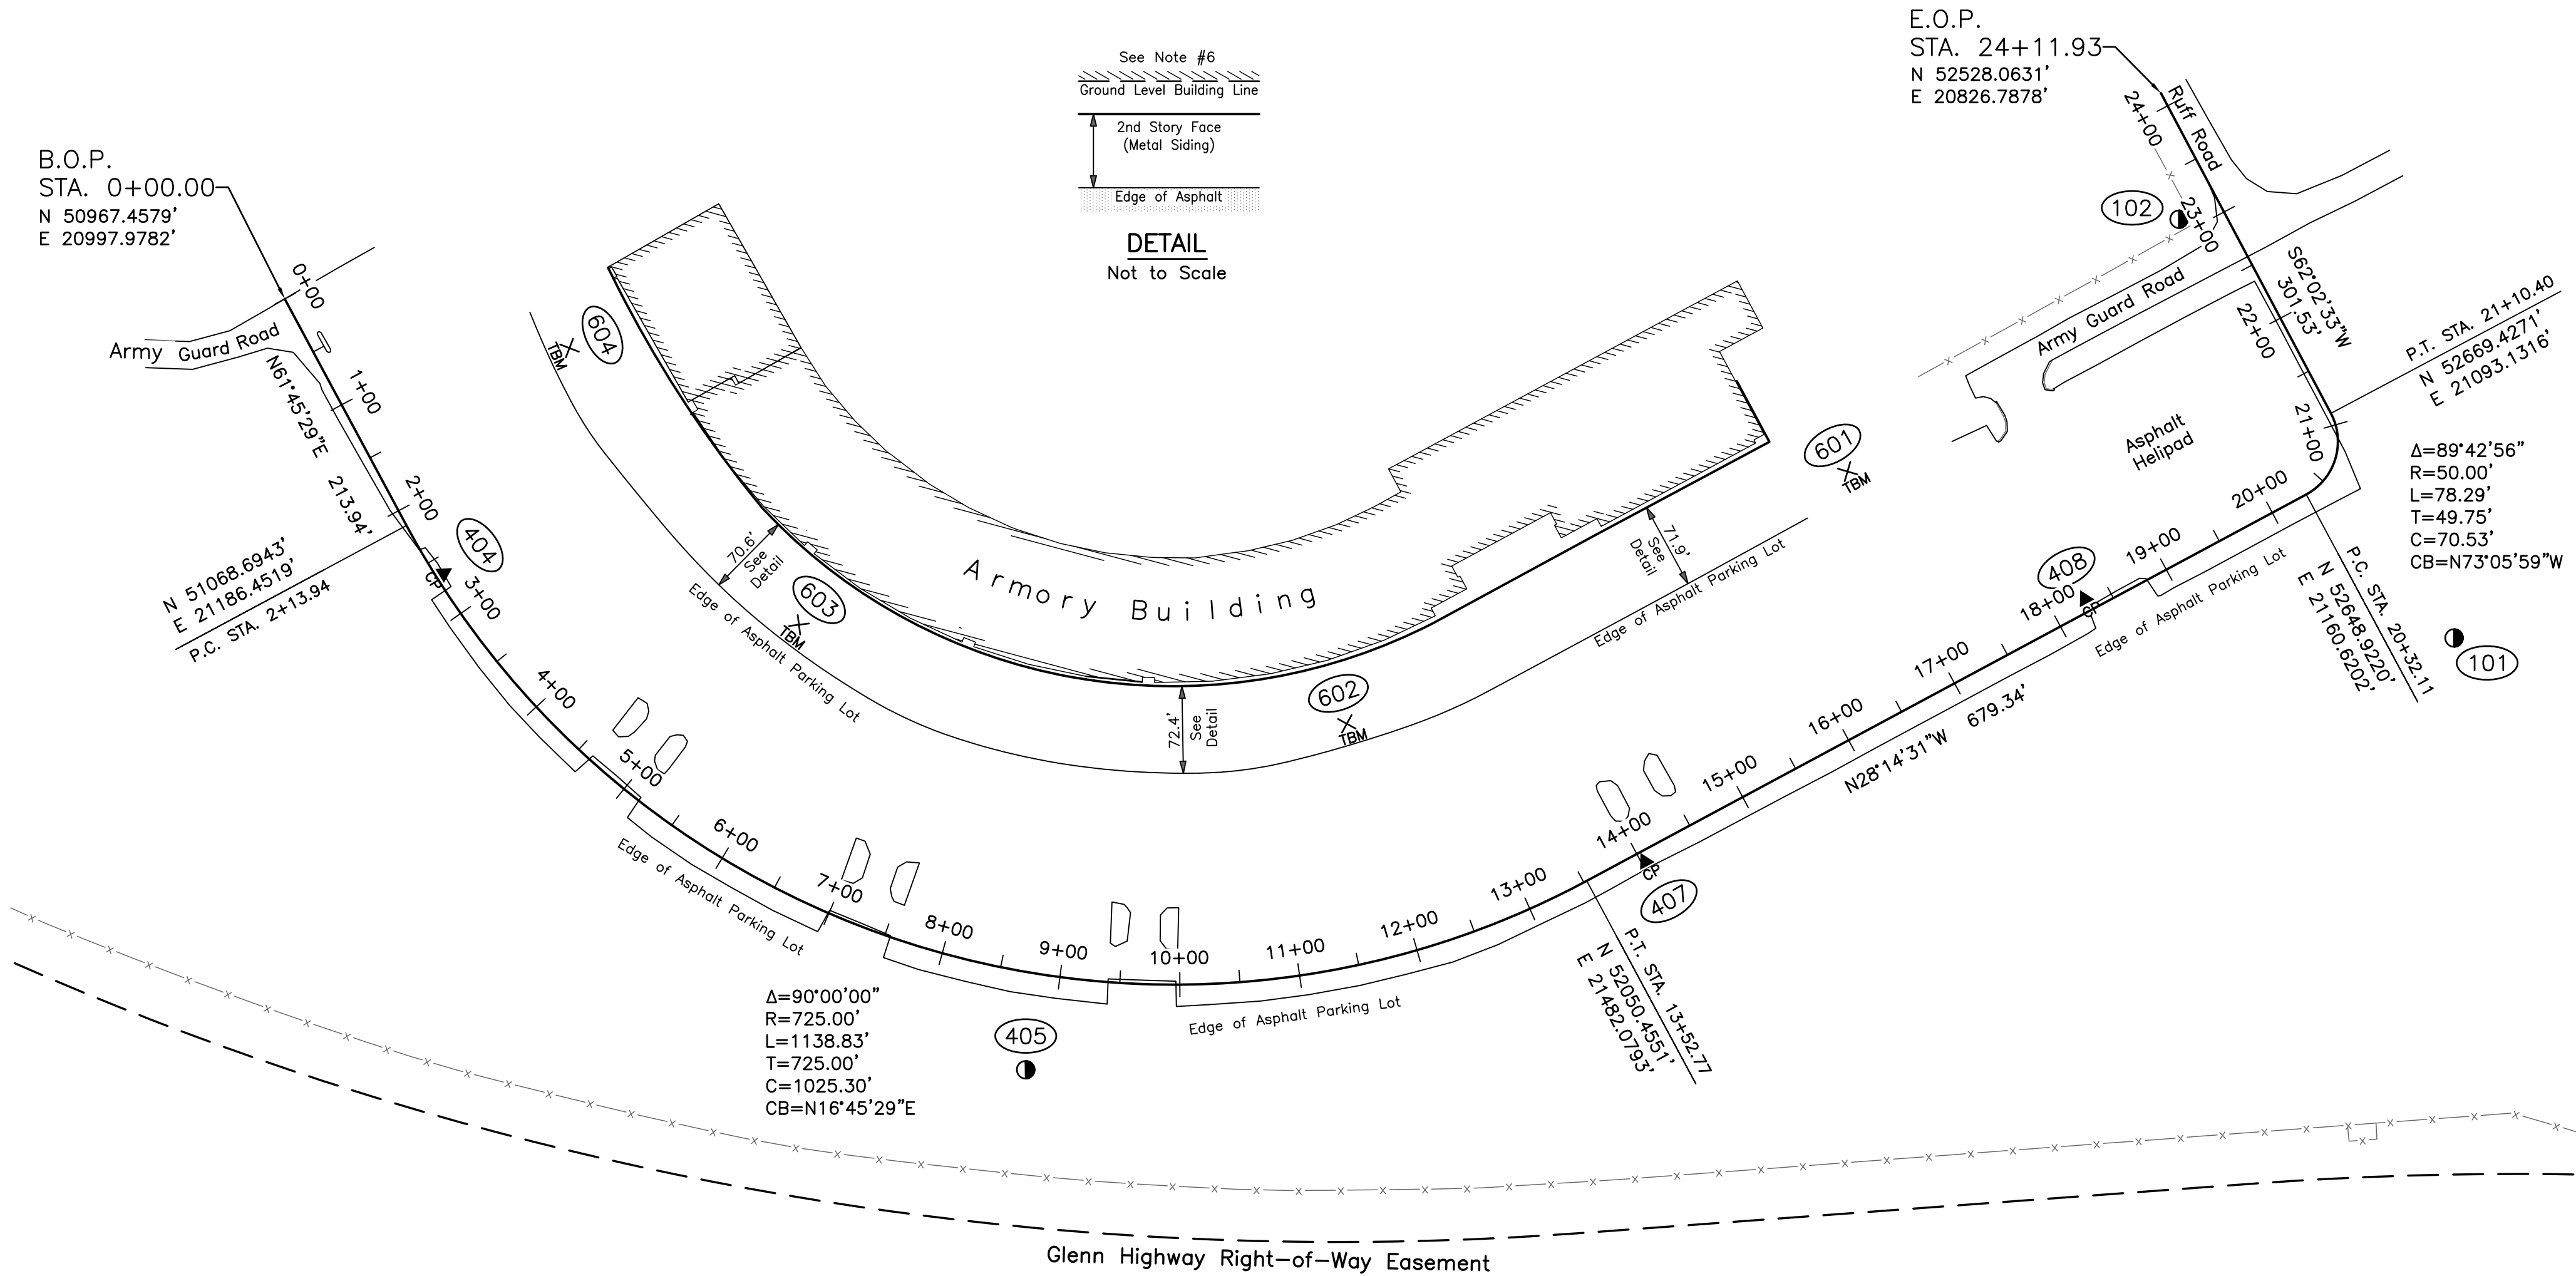 See Note #6
Ground Level Building Line
2nd Story Face
(Metal Siding)
Edge of Asphalt
DETAIL
Not to Scale
E.O.P.
STA. 24+11.93
N 52528.0631'
E 20826.7878'
B.O.P.
STA. 0+00.00
N 50967.4579'
E 20997.9782'
Army Guard Road
N61°45'29"E 213.94'
N 51068.6943'
E 21186.4519'
P.C. STA. 2+13.94
0+00
1+00
2+00
3+00
4+00
5+00
6+00
7+00
8+00
9+00
10+00
11+00
12+00
13+00
14+00
15+00
16+00
17+00
18+00
19+00
20+00
21+00
22+00
23+00
24+00
404
CP
604
TBM
603
TBM
602
TBM
601
TBM
70.6'
See
Detail
72.4'
See
Detail
71.9'
See
Detail
Armory Building
Edge of Asphalt Parking Lot
Edge of Asphalt Parking Lot
Edge of Asphalt Parking Lot
Edge of Asphalt Parking Lot
Edge of Asphalt Parking Lot
Δ=90°00'00"
R=725.00'
L=1138.83'
T=725.00'
C=1025.30'
CB=N16°45'29"E
405
407
CP
P.T. STA. 13+52.77
N 52050.4551'
E 21482.0793'
N28°14'31"W 679.34'
408
CP
P.C. STA. 20+32.11
N 52648.9220'
E 21160.6202'
101
102
Ruff Road
Army Guard Road
Asphalt
Helipad
S62°02'33"W
301.53'
P.T. STA. 21+10.40
N 52669.4271'
E 21093.1316'
Δ=89°42'56"
R=50.00'
L=78.29'
T=49.75'
C=70.53'
CB=N73°05'59"W
Glenn Highway Right-of-Way Easement